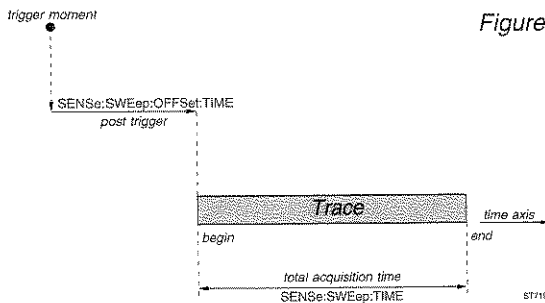 trigger moment
Figure
SENSe:SWEep:OFFSet:TIME
post trigger
Trace
time axis
begin
end
total acquisition time
SENSe:SWEep:TIME